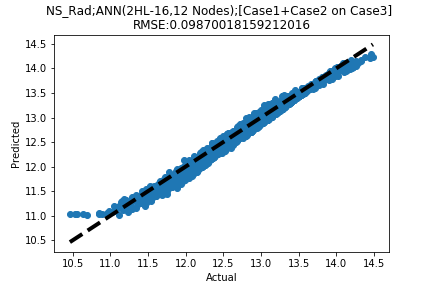 NS_Rad;ANN(2HL-16,12 Nodes);[Case1+Case2 on Case3]
RMSE:0.09870018159212016
14.5
14.0
13.5
13.0
12.5
12.0
11.5
11.0
10.5
Predicted
10.5 11.0 11.5 12.0 12.5 13.0 13.5 14.0 14.5
Actual